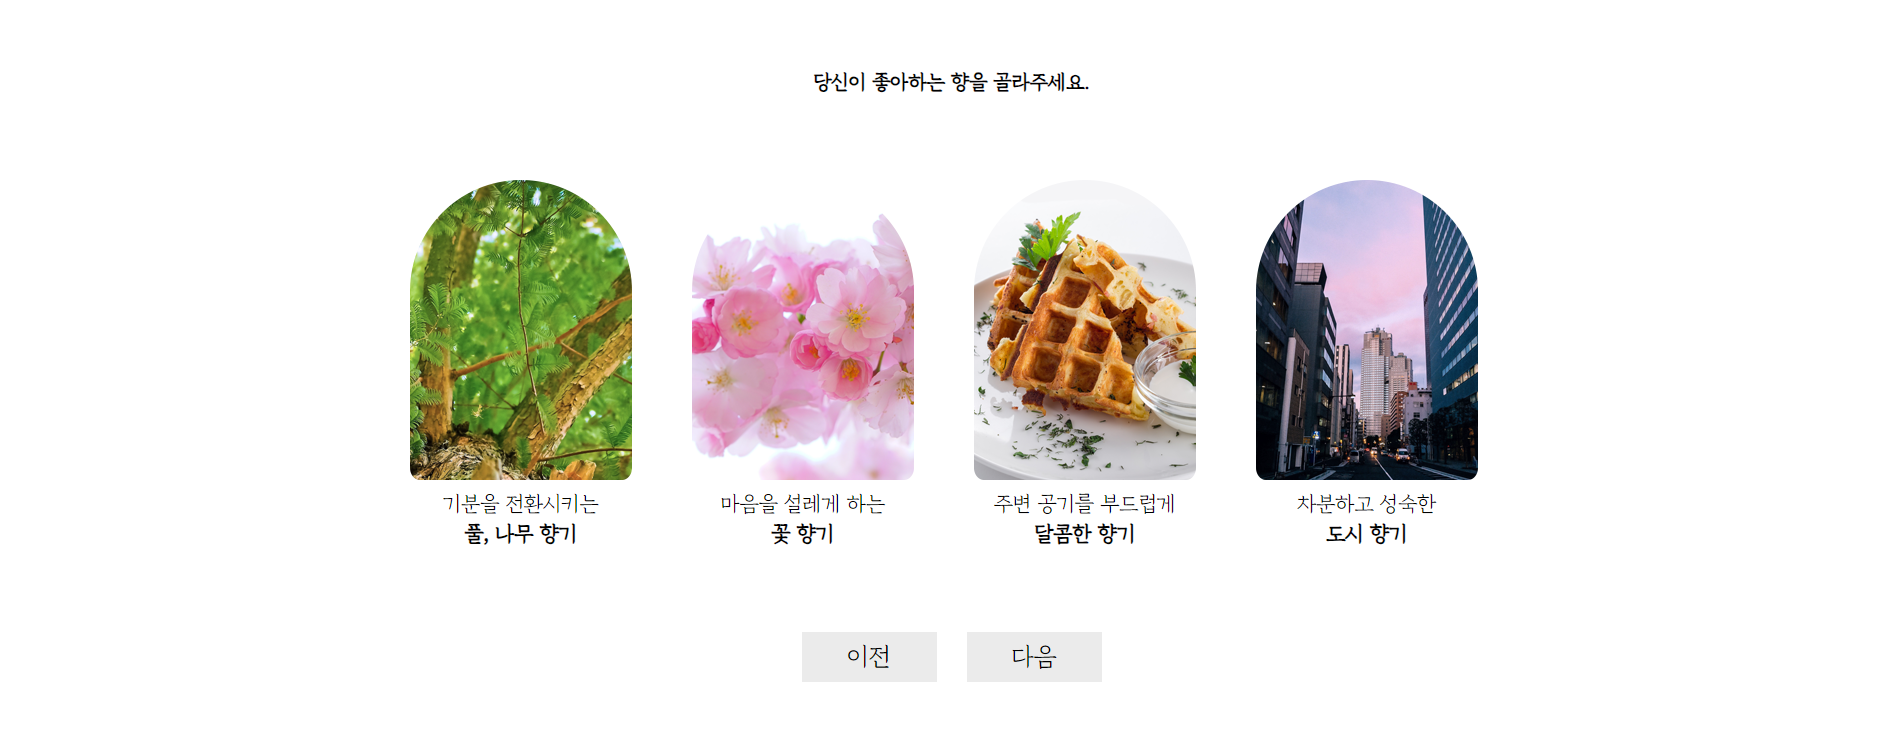 당신이 좋아하는 향을 골라주세요.
기분을 전환시키는
풀, 나무 향기
마음을 설레게 하는
꽃 향기
주변 공기를 부드럽게
달콤한 향기
차분하고 성숙한
도시 향기
이전
다음